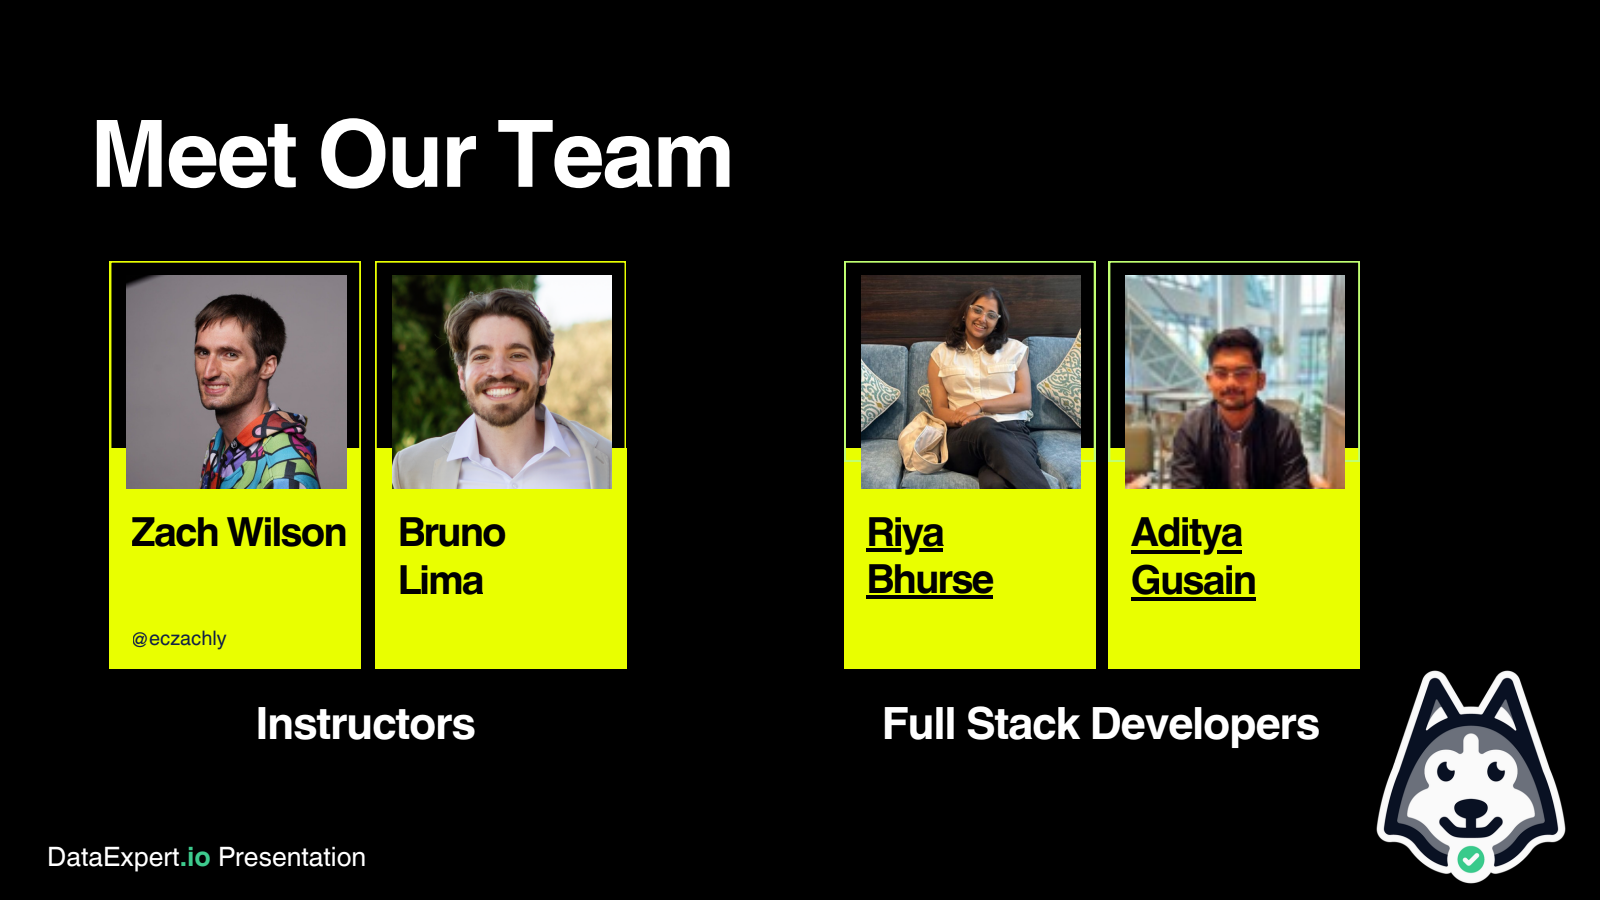 Meet Our Team
Zach Wilson
@eczachly
Bruno
Lima
Instructors
Riya
Bhurse
Aditya
Gusain
Full Stack Developers
DataExpert.io Presentation